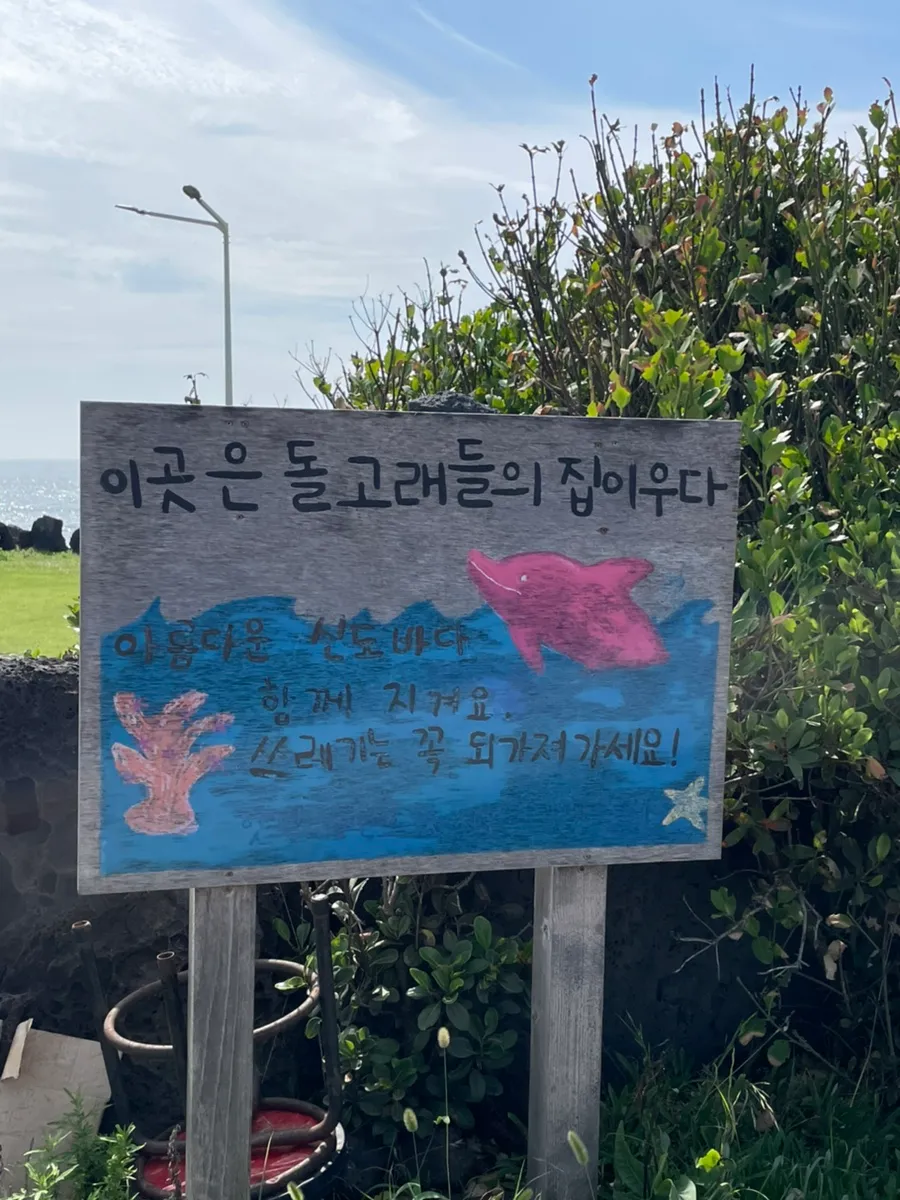 이곳은 돌고래들의 집이우다
아름다운 신도바다
함께 지켜요.
쓰레기는 꼭 되가져가세요!